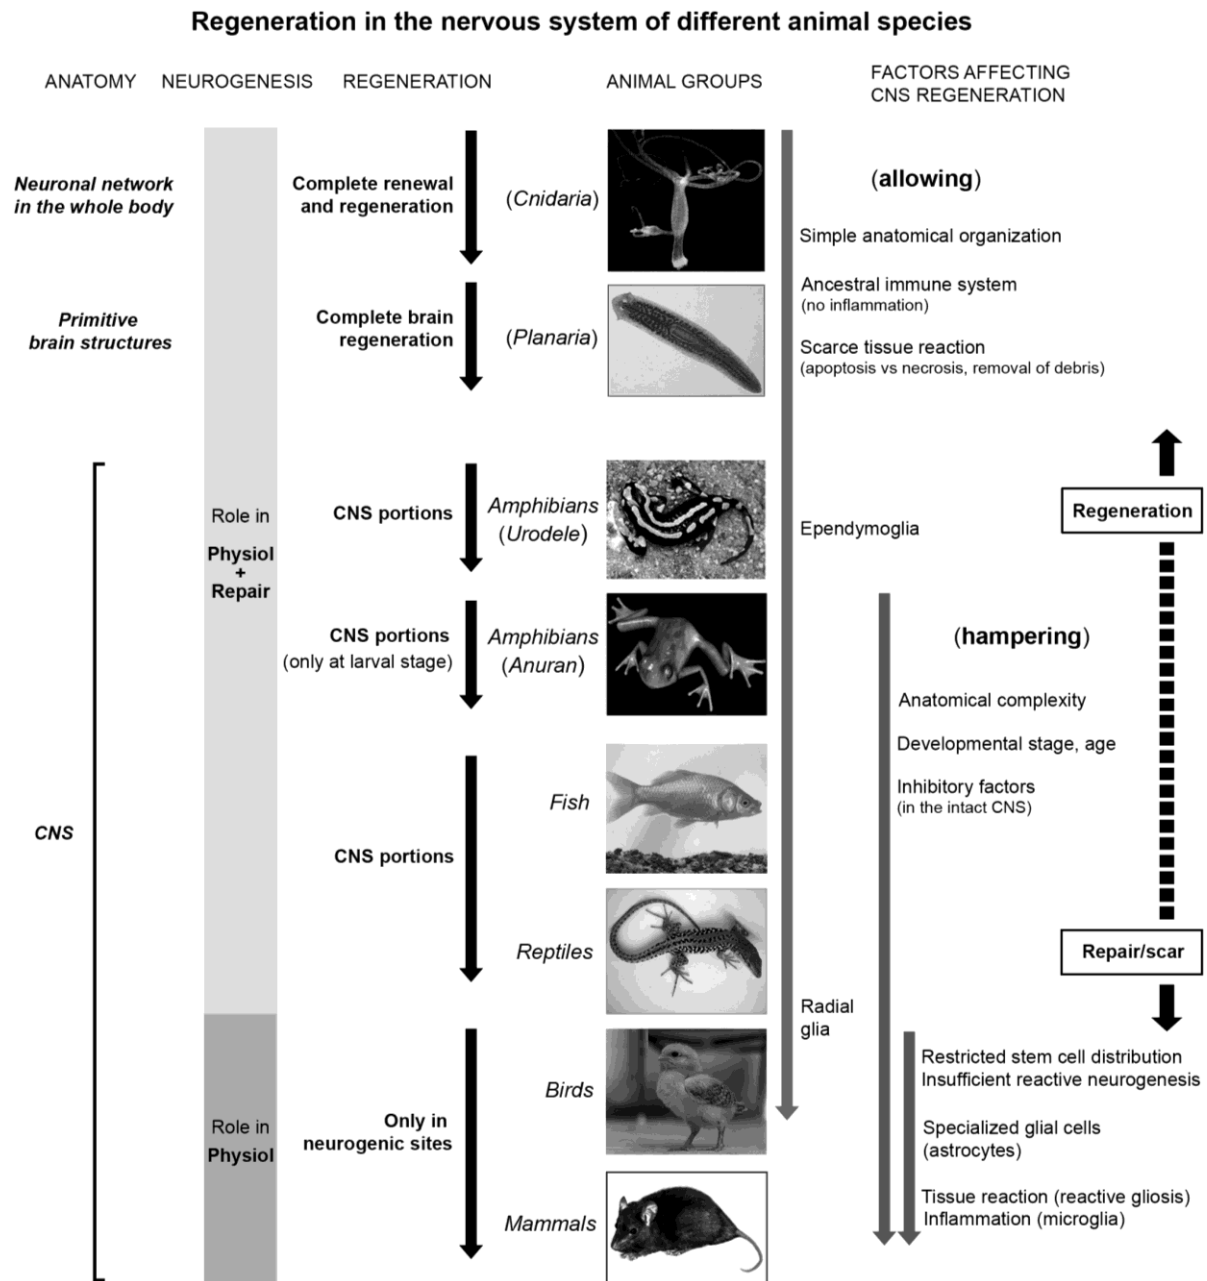 Regeneration in the nervous system of different animal species
ANATOMY
NEUROGENESIS
REGENERATION
ANIMAL GROUPS
FACTORS AFFECTING
CNS REGENERATION
Neuronal network
in the whole body
Complete renewal
and regeneration
(Cnidaria)
(allowing)
Simple anatomical organization
Ancestral immune system
(no inflammation)
Primitive
brain structures
Complete brain
regeneration
(Planaria)
Scarce tissue reaction
(apoptosis vs necrosis, removal of debris)
CNS
Role in
Physiol
+
Repair
CNS portions
Amphibians
(Urodele)
Ependymoglia
Regeneration
CNS portions
(only at larval stage)
Amphibians
(Anuran)
(hampering)
Anatomical complexity
Developmental stage, age
Inhibitory factors
(in the intact CNS)
CNS portions
Fish
Reptiles
Repair/scar
Radial
glia
Role in
Physiol
Only in
neurogenic sites
Birds
Mammals
Restricted stem cell distribution
Insufficient reactive neurogenesis
Specialized glial cells
(astrocytes)
Tissue reaction (reactive gliosis)
Inflammation (microglia)